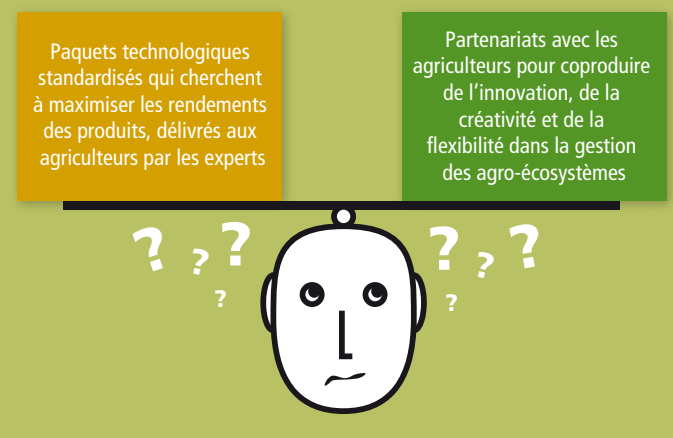 Paquets technologiques
standardisés qui cherchent
à maximiser les rendements
des produits, délivrés aux
agriculteurs par les experts
Partenariats avec les
agriculteurs pour coproduire
de l’innovation, de la
créativité et de la
flexibilité dans la gestion
des agro-écosystèmes
? ? ? ?
? ? ? ?